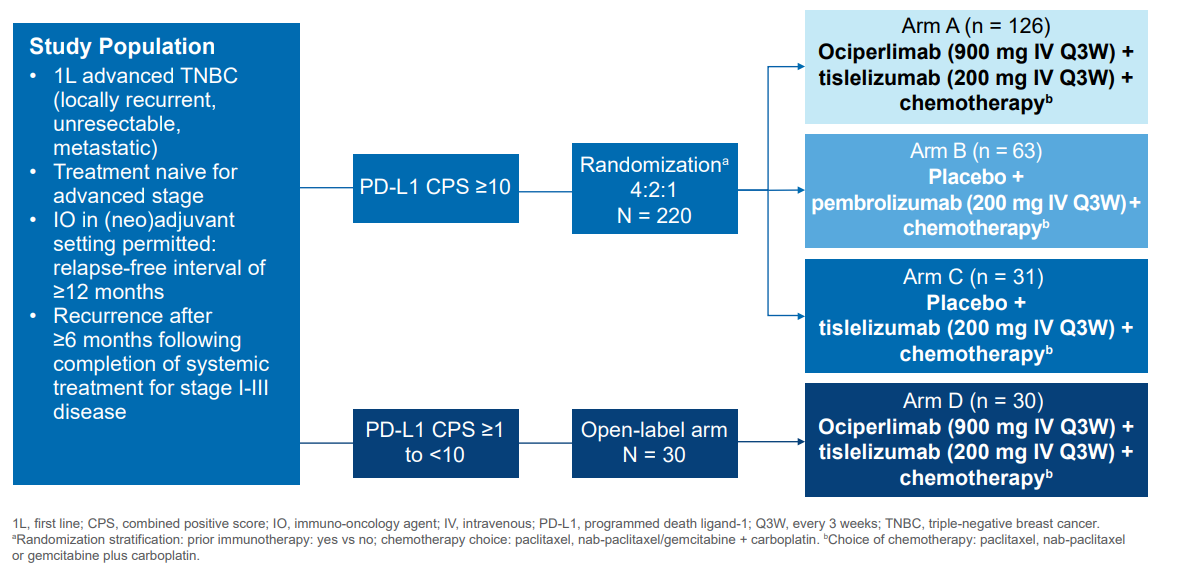 Study Population
• 1L advanced TNBC
(locally recurrent,
unresectable,
metastatic)
• Treatment naive for
advanced stage
• IO in (neo)adjuvant
setting permitted:
relapse-free interval of
≥12 months
• Recurrence after
≥6 months following
completion of systemic
treatment for stage I-III
disease
PD-L1 CPS ≥10
Randomizationᵃ
4:2:1
N = 220
Arm A (n = 126)
Ociperlimab (900 mg IV Q3W) +
tislelizumab (200 mg IV Q3W) +
chemotherapyᵇ
Arm B (n = 63)
Placebo +
pembrolizumab (200 mg IV Q3W) +
chemotherapyᵇ
Arm C (n = 31)
Placebo +
tislelizumab (200 mg IV Q3W) +
chemotherapyᵇ
PD-L1 CPS ≥1
to <10
Open-label arm
N = 30
Arm D (n = 30)
Ociperlimab (900 mg IV Q3W) +
tislelizumab (200 mg IV Q3W) +
chemotherapyᵇ
1L, first line; CPS, combined positive score; IO, immuno-oncology agent; IV, intravenous; PD-L1, programmed death ligand-1; Q3W, every 3 weeks; TNBC, triple-negative breast cancer.
ᵃRandomization stratification: prior immunotherapy: yes vs no; chemotherapy choice: paclitaxel, nab-paclitaxel/gemcitabine + carboplatin. ᵇChoice of chemotherapy: paclitaxel, nab-paclitaxel
or gemcitabine plus carboplatin.